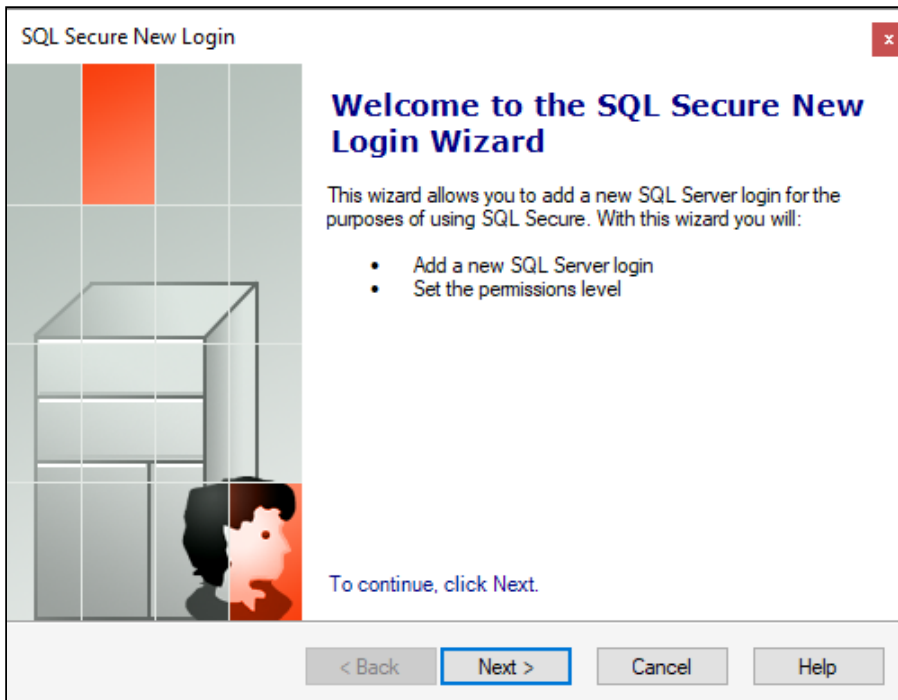 SQL Secure New Login
x
Welcome to the SQL Secure New
Login Wizard
This wizard allows you to add a new SQL Server login for the
purposes of using SQL Secure. With this wizard you will:
• Add a new SQL Server login
• Set the permissions level
To continue, click Next.
< Back Next > Cancel Help